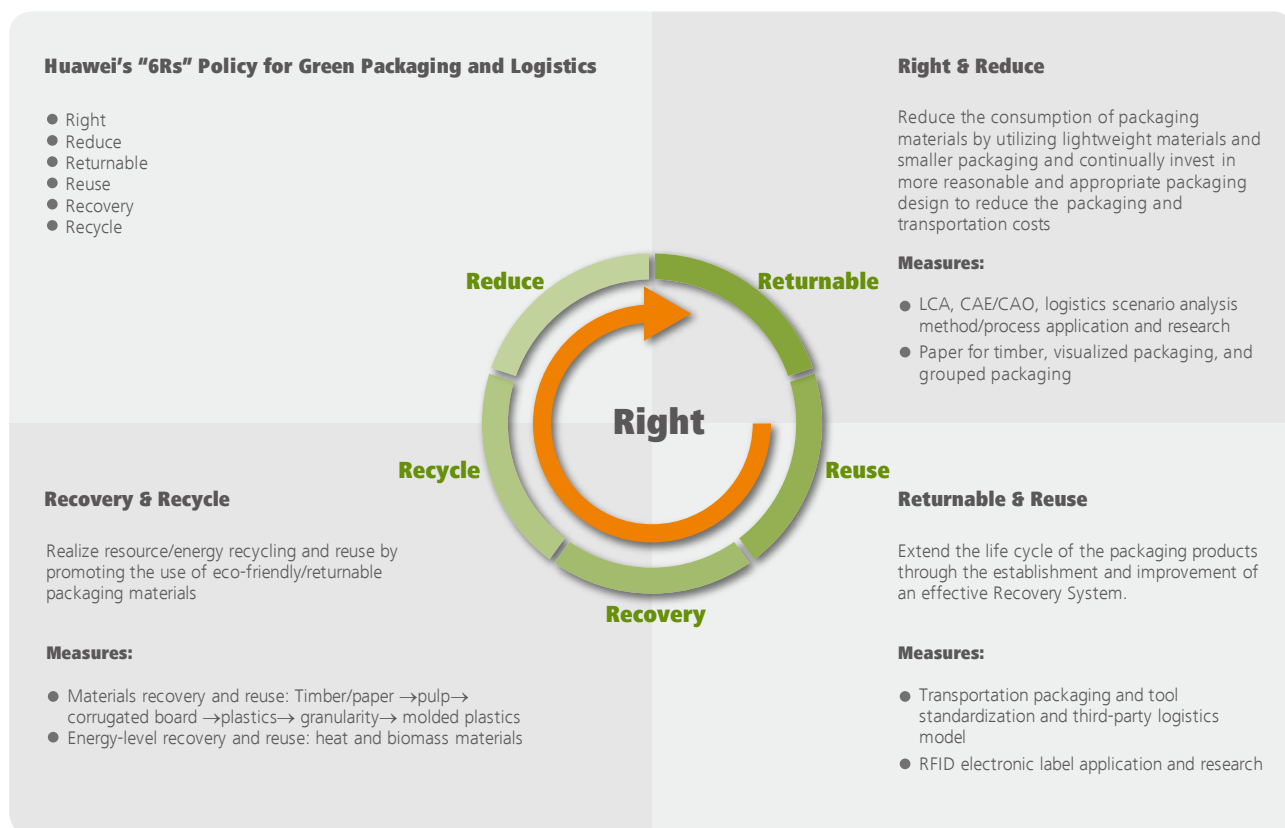 Huawei's “6Rs” Policy for Green Packaging and Logistics
● Right
● Reduce
● Returnable
● Reuse
● Recovery
● Recycle
Right & Reduce
Reduce the consumption of packaging
materials by utilizing lightweight materials and
smaller packaging and continually invest in
more reasonable and appropriate packaging
design to reduce the packaging and
transportation costs
Measures:
● LCA, CAE/CAO, logistics scenario analysis
method/process application and research
● Paper for timber, visualized packaging, and
grouped packaging
Reduce
Returnable
Right
Recycle
Reuse
Recovery
Recovery & Recycle
Realize resource/energy recycling and reuse by
promoting the use of eco-friendly/returnable
packaging materials
Measures:
● Materials recovery and reuse: Timber/paper →pulp→
corrugated board →plastics→ granularity→ molded plastics
● Energy-level recovery and reuse: heat and biomass materials
Returnable & Reuse
Extend the life cycle of the packaging products
through the establishment and improvement of
an effective Recovery System.
Measures:
● Transportation packaging and tool
standardization and third-party logistics
model
● RFID electronic label application and research